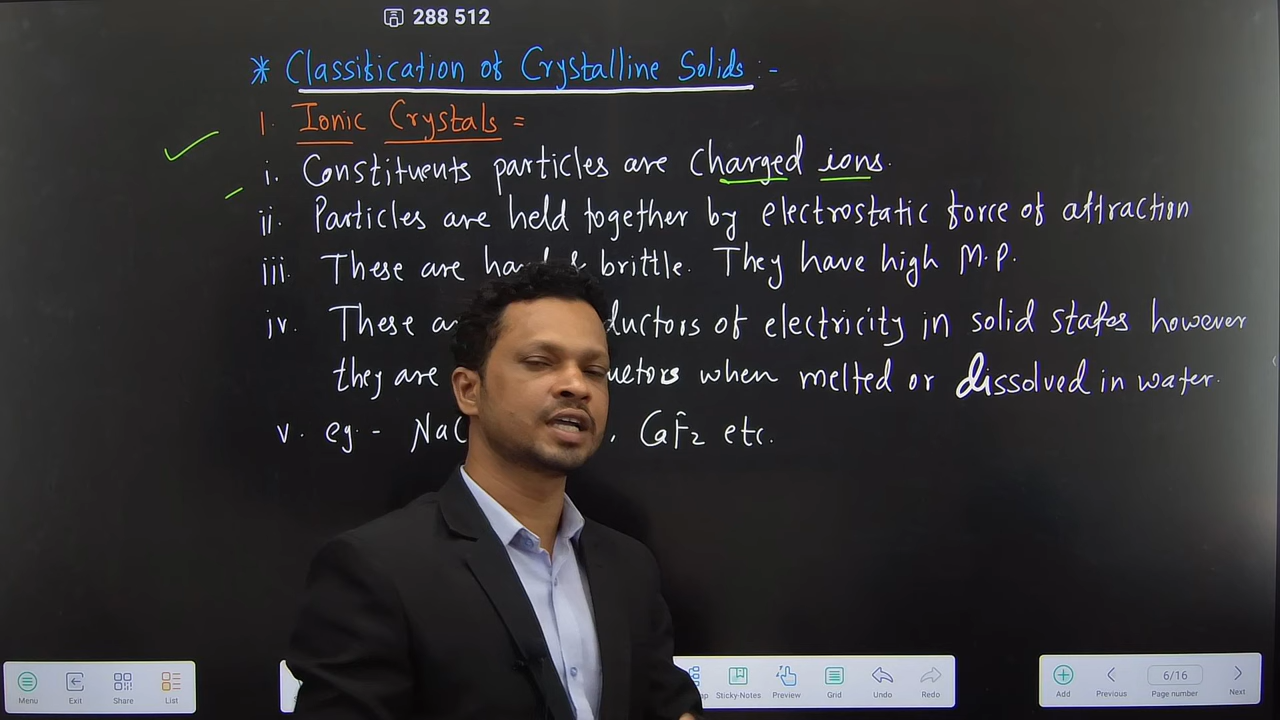 288 512
* Classification of Crystalline Solids :-
1. Ionic Crystals =
i. Constituents particles are Charged ions.
ii. Particles are held together by electrostatic force of attraction
iii. These are hard & brittle. They have high M.P.
iv. These of electricity in solid states however
they are when melted or dissolved in water.
v. eg. - , CaF2 etc.
Menu
Exit
Share
List
Sticky-Notes
Preview
Grid
Undo
Redo
Add
Previous
6/16
Page number
Next